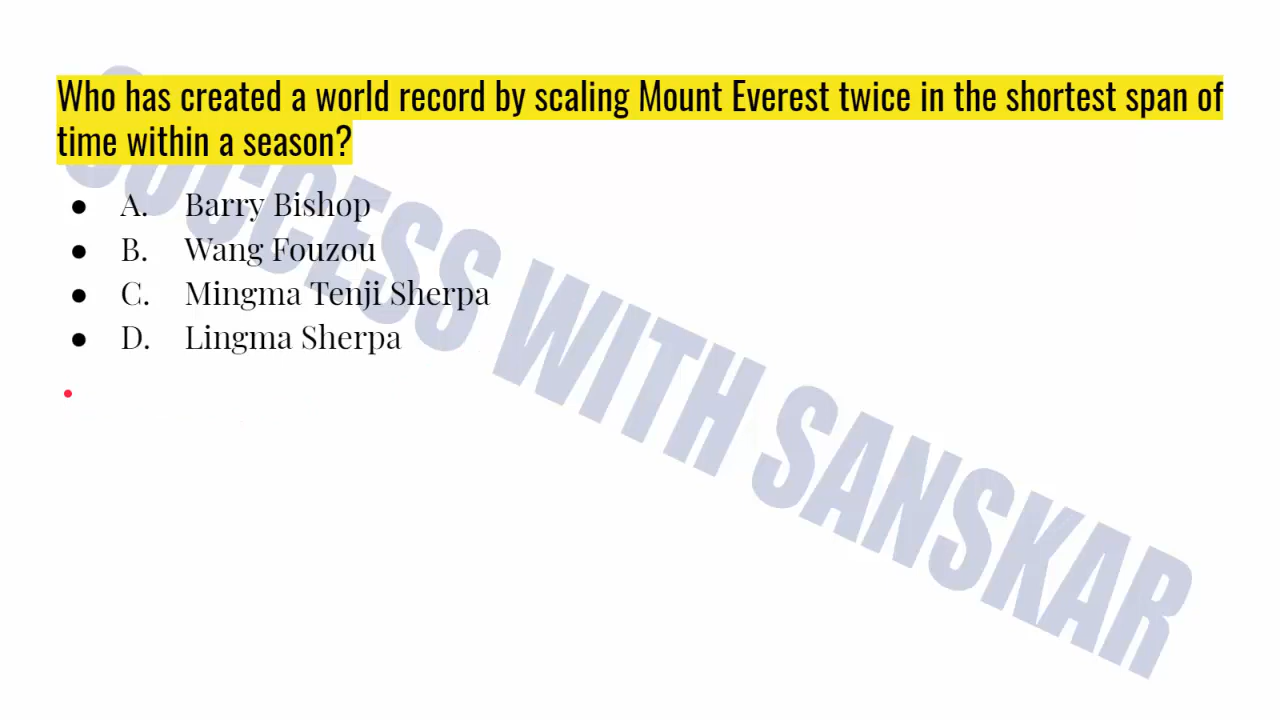 Who has created a world record by scaling Mount Everest twice in the shortest span of
time within a season?
● A. Barry Bishop
● B. Wang Fouzou
● C. Mingma Tenji Sherpa
● D. Lingma Sherpa
SUCCESS WITH SANSKAR